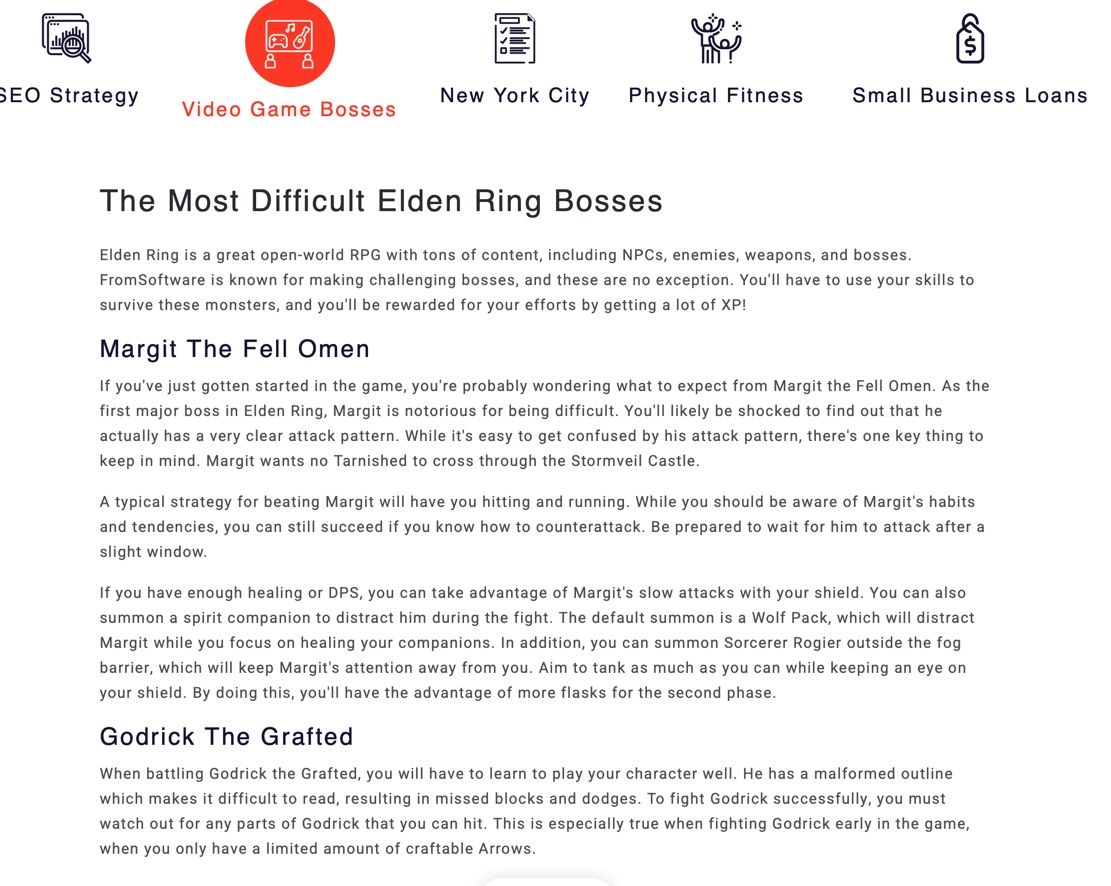 SEO Strategy
Video Game Bosses
New York City
Physical Fitness
Small Business Loans
The Most Difficult Elden Ring Bosses
Elden Ring is a great open-world RPG with tons of content, including NPCs, enemies, weapons, and bosses.
FromSoftware is known for making challenging bosses, and these are no exception. You'll have to use your skills to
survive these monsters, and you'll be rewarded for your efforts by getting a lot of XP!
Margit The Fell Omen
If you've just gotten started in the game, you're probably wondering what to expect from Margit the Fell Omen. As the
first major boss in Elden Ring, Margit is notorious for being difficult. You'll likely be shocked to find out that he
actually has a very clear attack pattern. While it's easy to get confused by his attack pattern, there's one key thing to
keep in mind. Margit wants no Tarnished to cross through the Stormveil Castle.
A typical strategy for beating Margit will have you hitting and running. While you should be aware of Margit's habits
and tendencies, you can still succeed if you know how to counterattack. Be prepared to wait for him to attack after a
slight window.
If you have enough healing or DPS, you can take advantage of Margit's slow attacks with your shield. You can also
summon a spirit companion to distract him during the fight. The default summon is a Wolf Pack, which will distract
Margit while you focus on healing your companions. In addition, you can summon Sorcerer Rogier outside the fog
barrier, which will keep Margit's attention away from you. Aim to tank as much as you can while keeping an eye on
your shield. By doing this, you'll have the advantage of more flasks for the second phase.
Godrick The Grafted
When battling Godrick the Grafted, you will have to learn to play your character well. He has a malformed outline
which makes it difficult to read, resulting in missed blocks and dodges. To fight Godrick successfully, you must
watch out for any parts of Godrick that you can hit. This is especially true when fighting Godrick early in the game,
when you only have a limited amount of craftable Arrows.